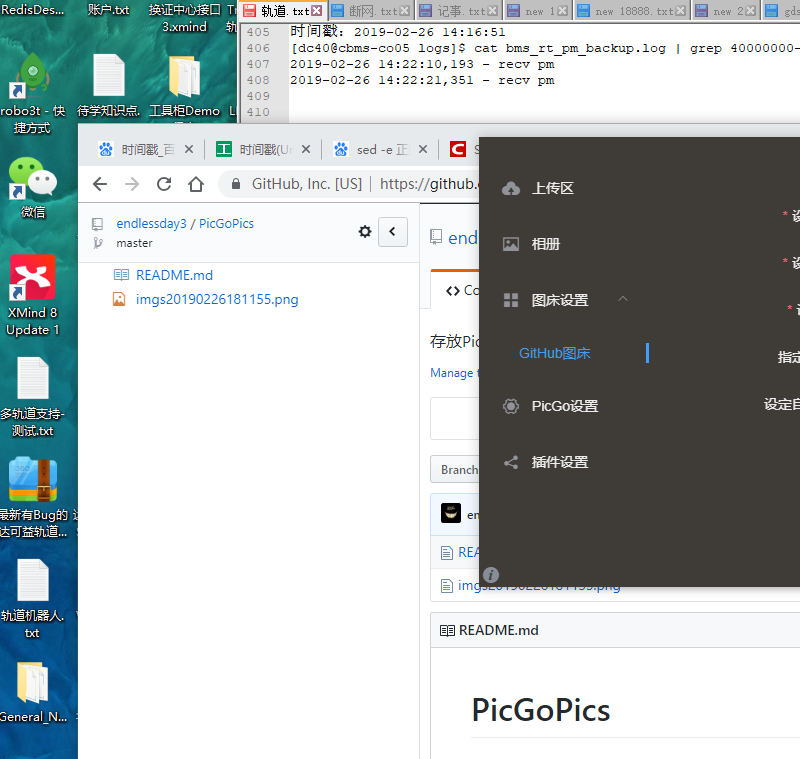 RedisDes...
账户.txt
换证中心接口
3.xmind
robo3t - 快
捷方式
待学知识点.
工具柜Demo
微信
XMind 8
Update 1
多轨道支持-
测试.txt
最新有Bug的
达可益轨道...
轨道机器人.
txt
General_N...
轨道.txt
断网.txt
记事.txt
new 1
new 18888.txt
new 2
gds
405 时间戳: 2019-02-26 14:16:51
406 [dc40@cbms-co05 logs]$ cat bms_rt_pm_backup.log | grep 40000000-
407 2019-02-26 14:22:10,193 - recv pm
408 2019-02-26 14:22:21,351 - recv pm
409
410
时间戳_百
时间戳(Un
sed -e 正
GitHub, Inc. [US] | https://github.c
endlessday3 / PicGoPics
master
README.md
imgs20190226181155.png
end
<> Co
存放Pic
Manage t
Branch
en
REA
imgs20190226181155.png
README.md
PicGoPics
上传区
相册
图床设置
GitHub图床
PicGo设置
插件设置
* 设
* 设
指定
设定自